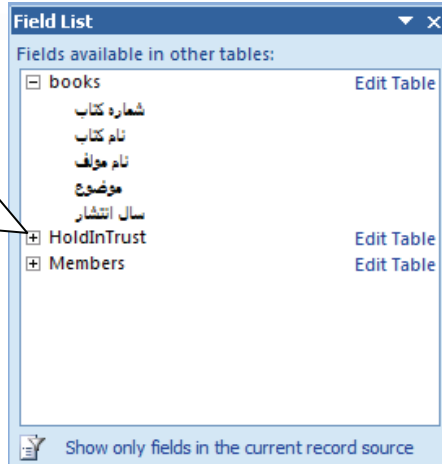 Field List
Fields available in other tables:
books Edit Table
شماره کتاب
نام کتاب
نام مولف
موضوع
سال انتشار
HoldInTrust Edit Table
Members Edit Table
Show only fields in the current record source